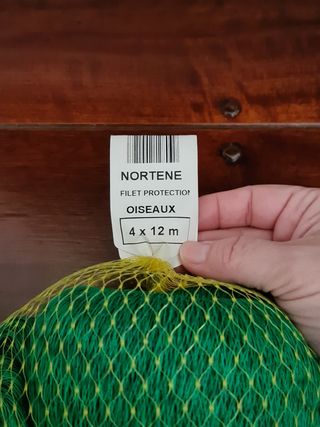 NORTENE
FILET PROTECTION
OISEAUX
4 x 12 m